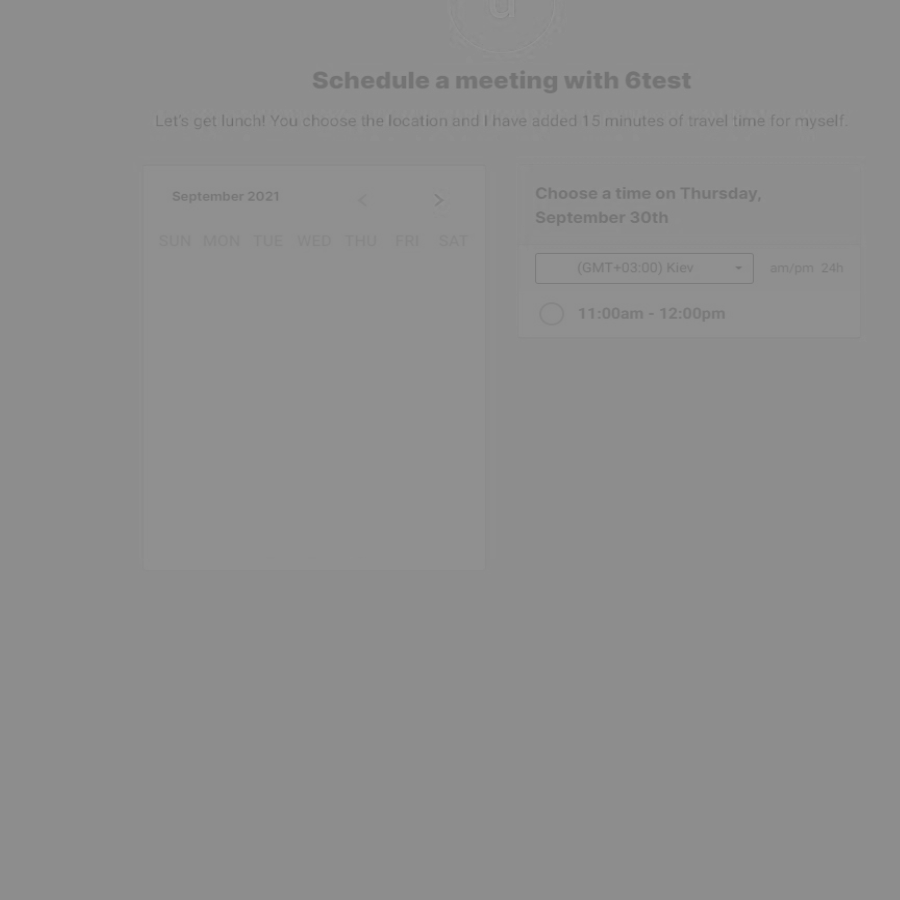 Schedule a meeting with 6test
Let's get lunch! You choose the location and I have added 15 minutes of travel time for myself.
September 2021
SUN MON TUE WED THU FRI SAT
Choose a time on Thursday,
September 30th
(GMT+03:00) Kiev
am/pm 24h
11:00am - 12:00pm